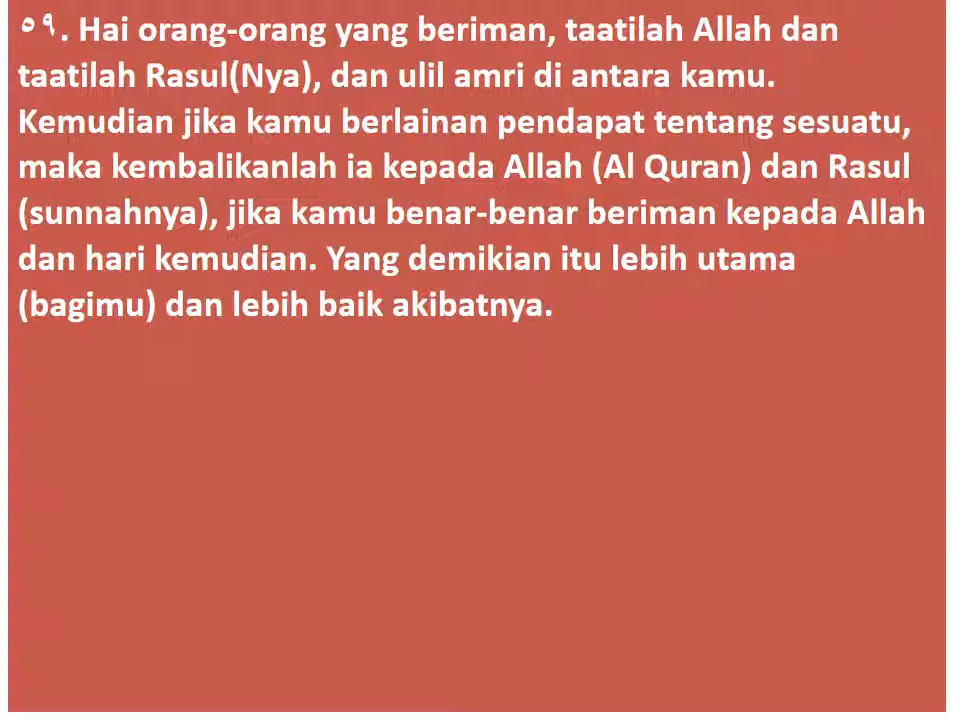 ٥٩. Hai orang-orang yang beriman, taatilah Allah dan
taatilah Rasul(Nya), dan ulil amri di antara kamu.
Kemudian jika kamu berlainan pendapat tentang sesuatu,
maka kembalikanlah ia kepada Allah (Al Quran) dan Rasul
(sunnahnya), jika kamu benar-benar beriman kepada Allah
dan hari kemudian. Yang demikian itu lebih utama
(bagimu) dan lebih baik akibatnya.